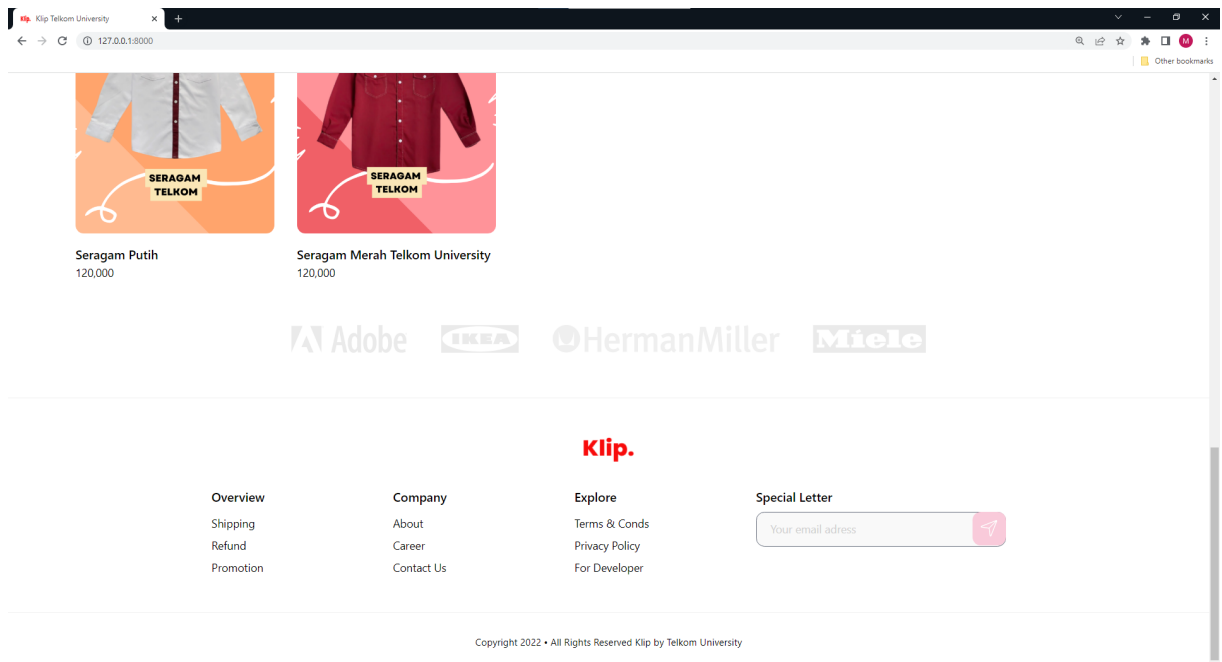 Klip. Klip Telkom University
127.0.0.1:8000
M
Other bookmarks
SERAGAM
TELKOM
SERAGAM
TELKOM
Seragam Putih
120,000
Seragam Merah Telkom University
120,000
Adobe IKEA HermanMiller Miele
Klip.
Overview
Shipping
Refund
Promotion
Company
About
Career
Contact Us
Explore
Terms & Conds
Privacy Policy
For Developer
Special Letter
Your email adress
Copyright 2022 • All Rights Reserved Klip by Telkom University